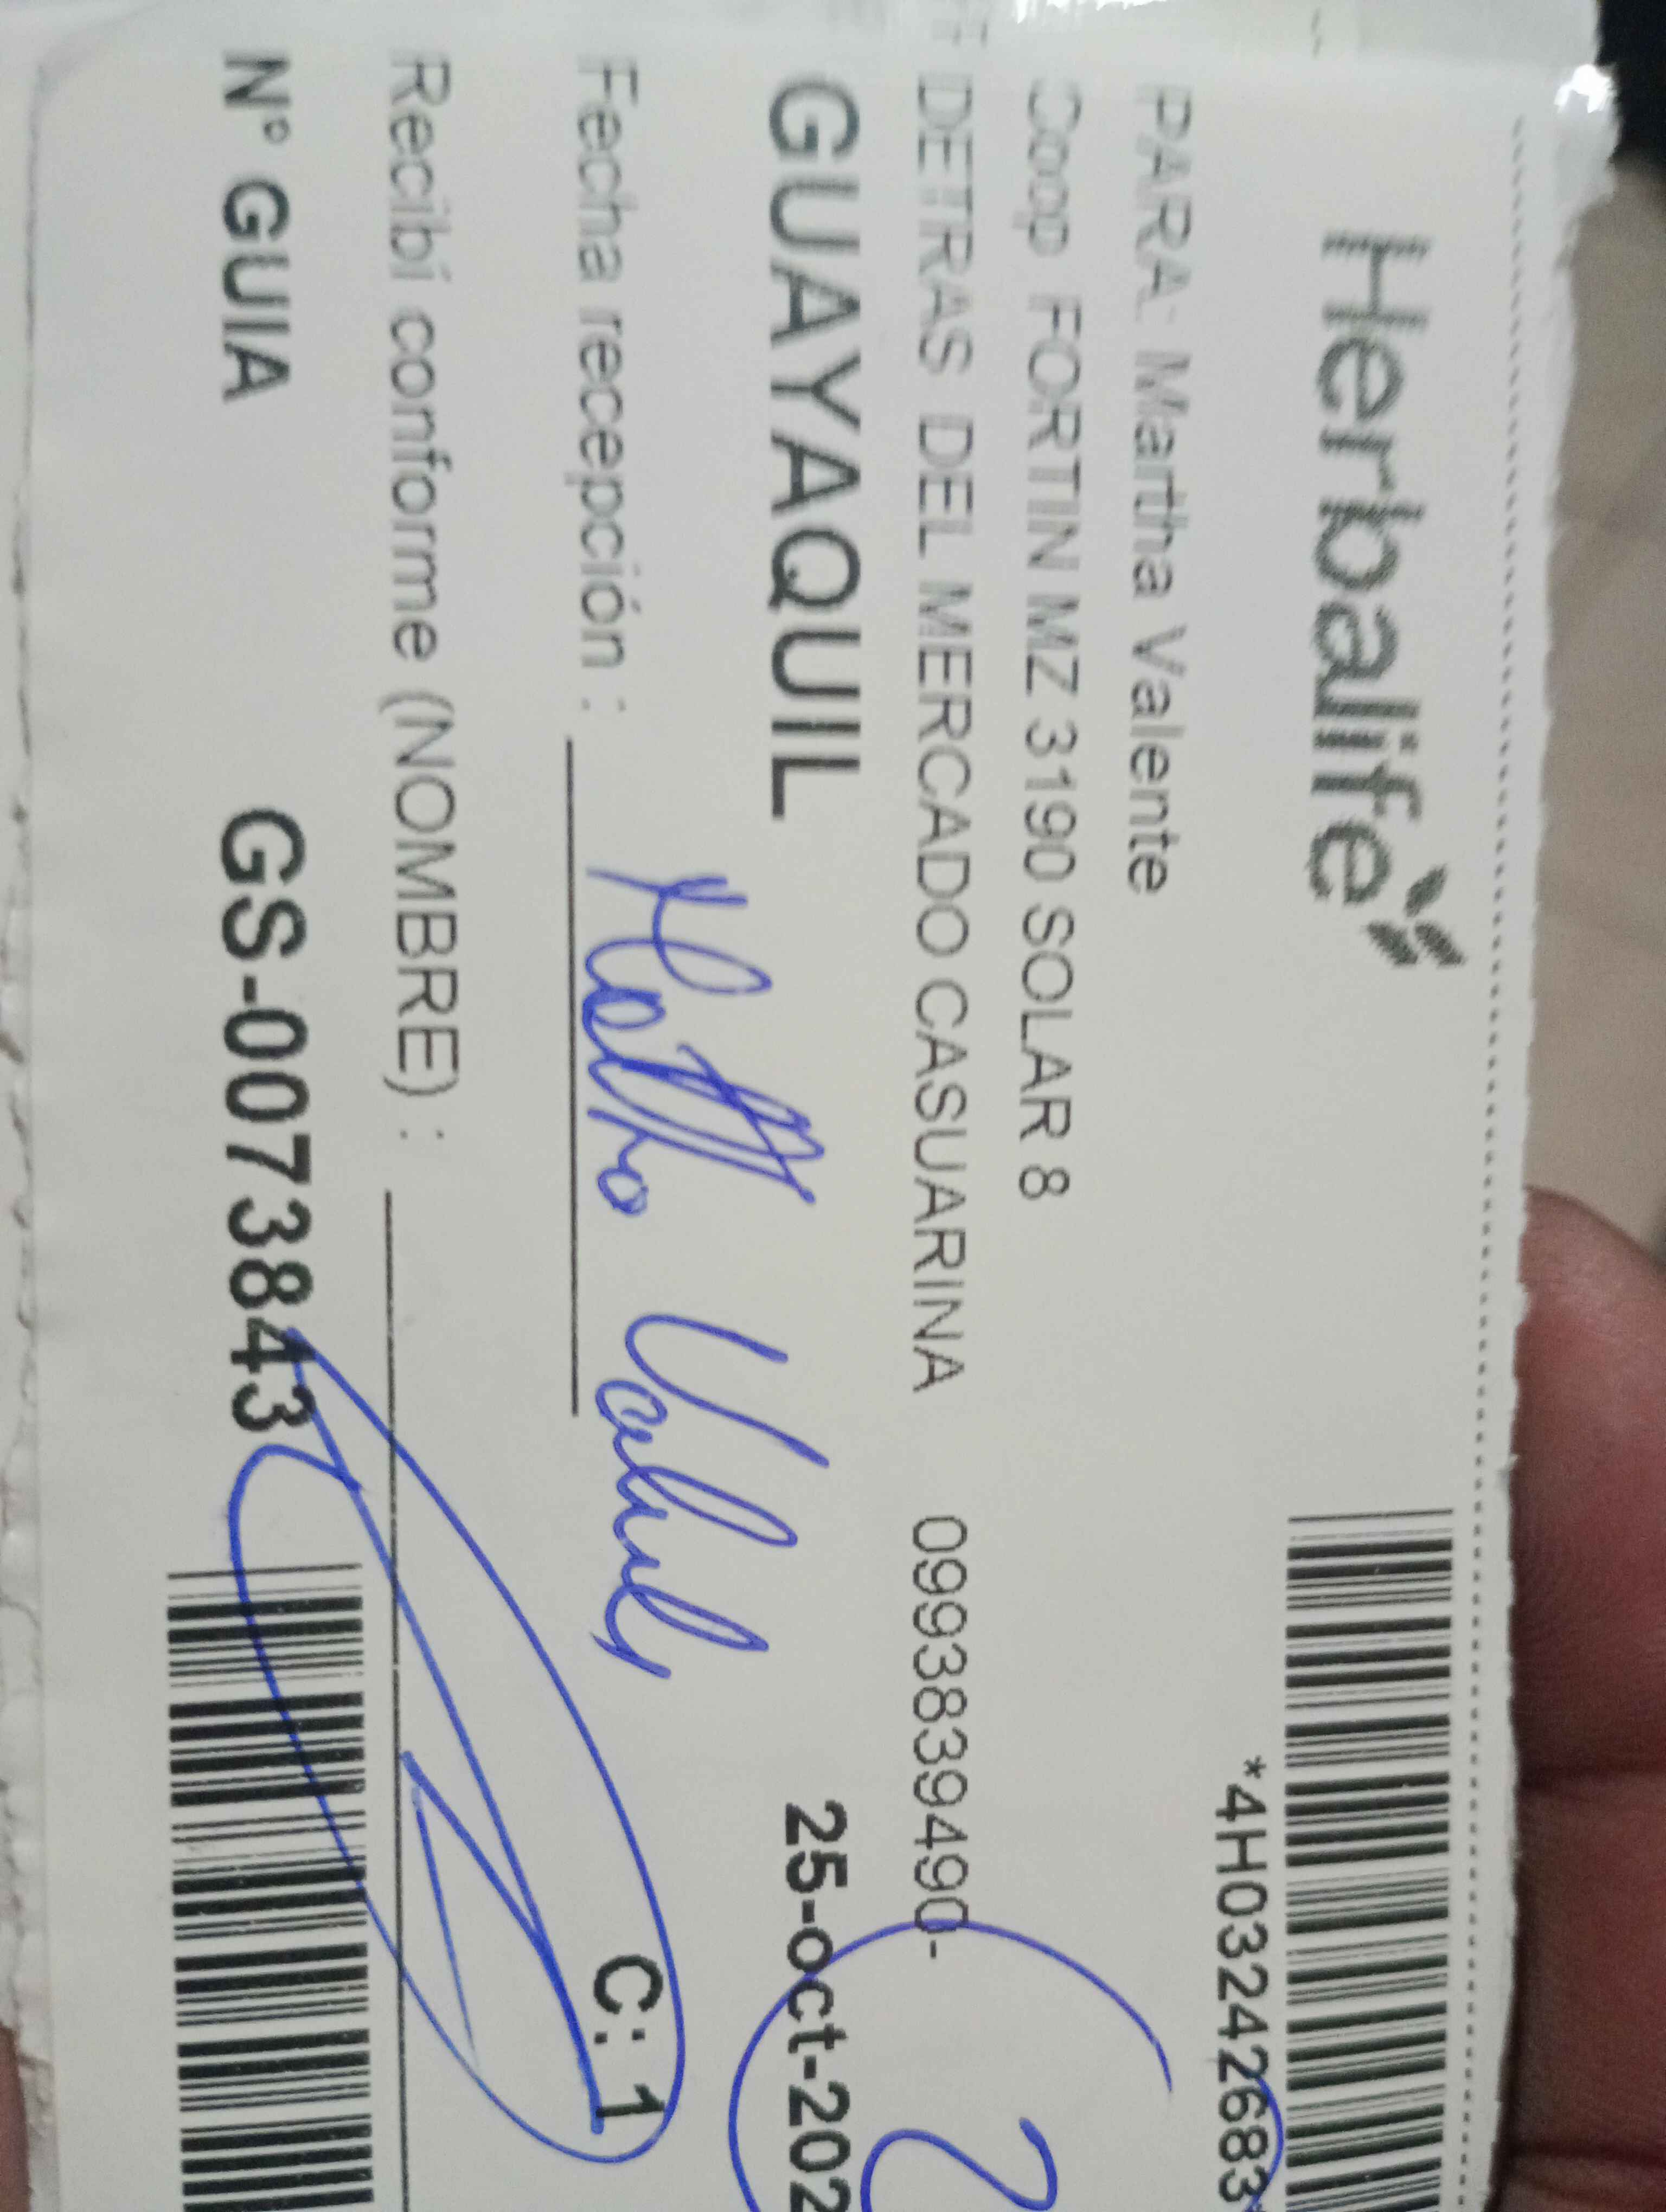 Herbalife
*4H03242683
PARA: Martha Valente
Coop FORTIN MZ 3190 SOLAR 8
DETRAS DEL MERCADO CASUARINA 0993839490-
GUAYAQUIL 25-oct-202
Fecha recepción :
C: 1
Recibí conforme (NOMBRE) :
N° GUIA GS-00738843